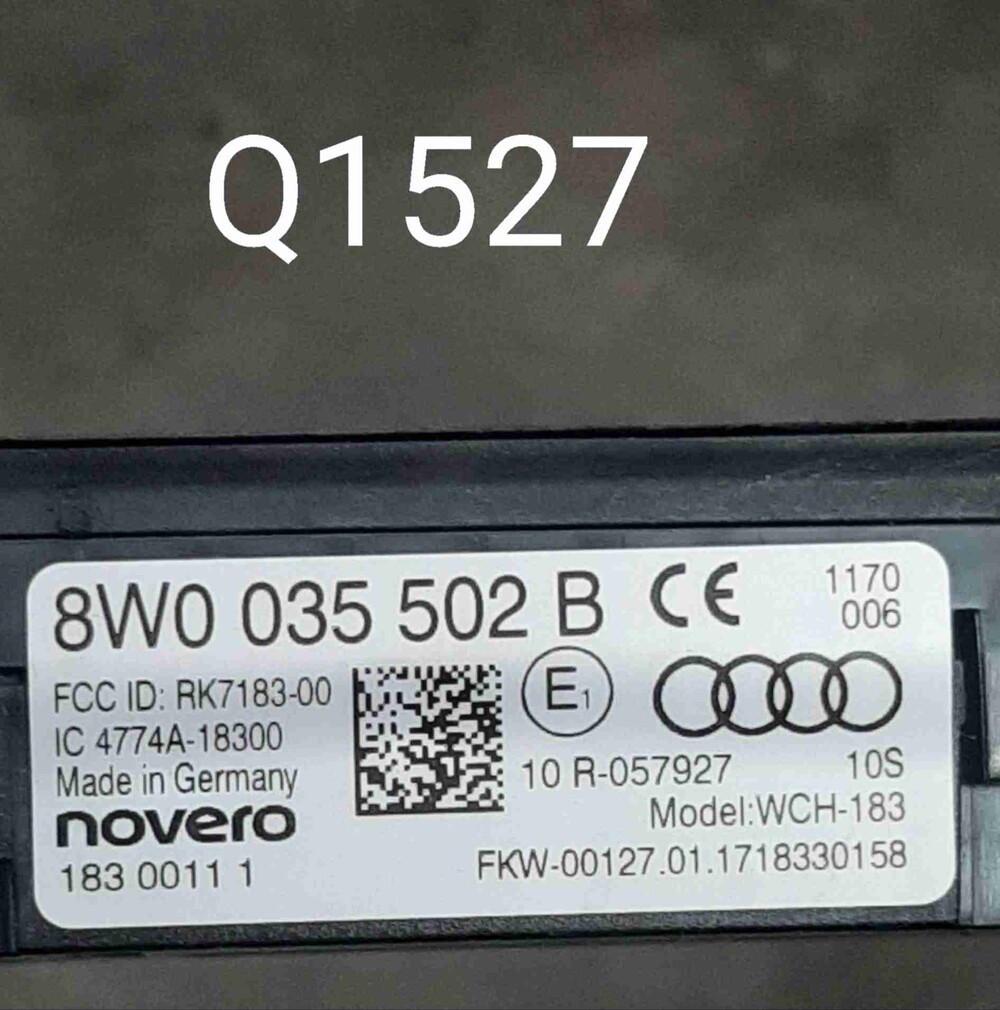 Q1527
8W0 035 502 B CE 1170
006
FCC ID: RK7183-00 E1
IC 4774A-18300
Made in Germany 10 R-057927 10S
novero Model:WCH-183
183 0011 1 FKW-00127.01.1718330158